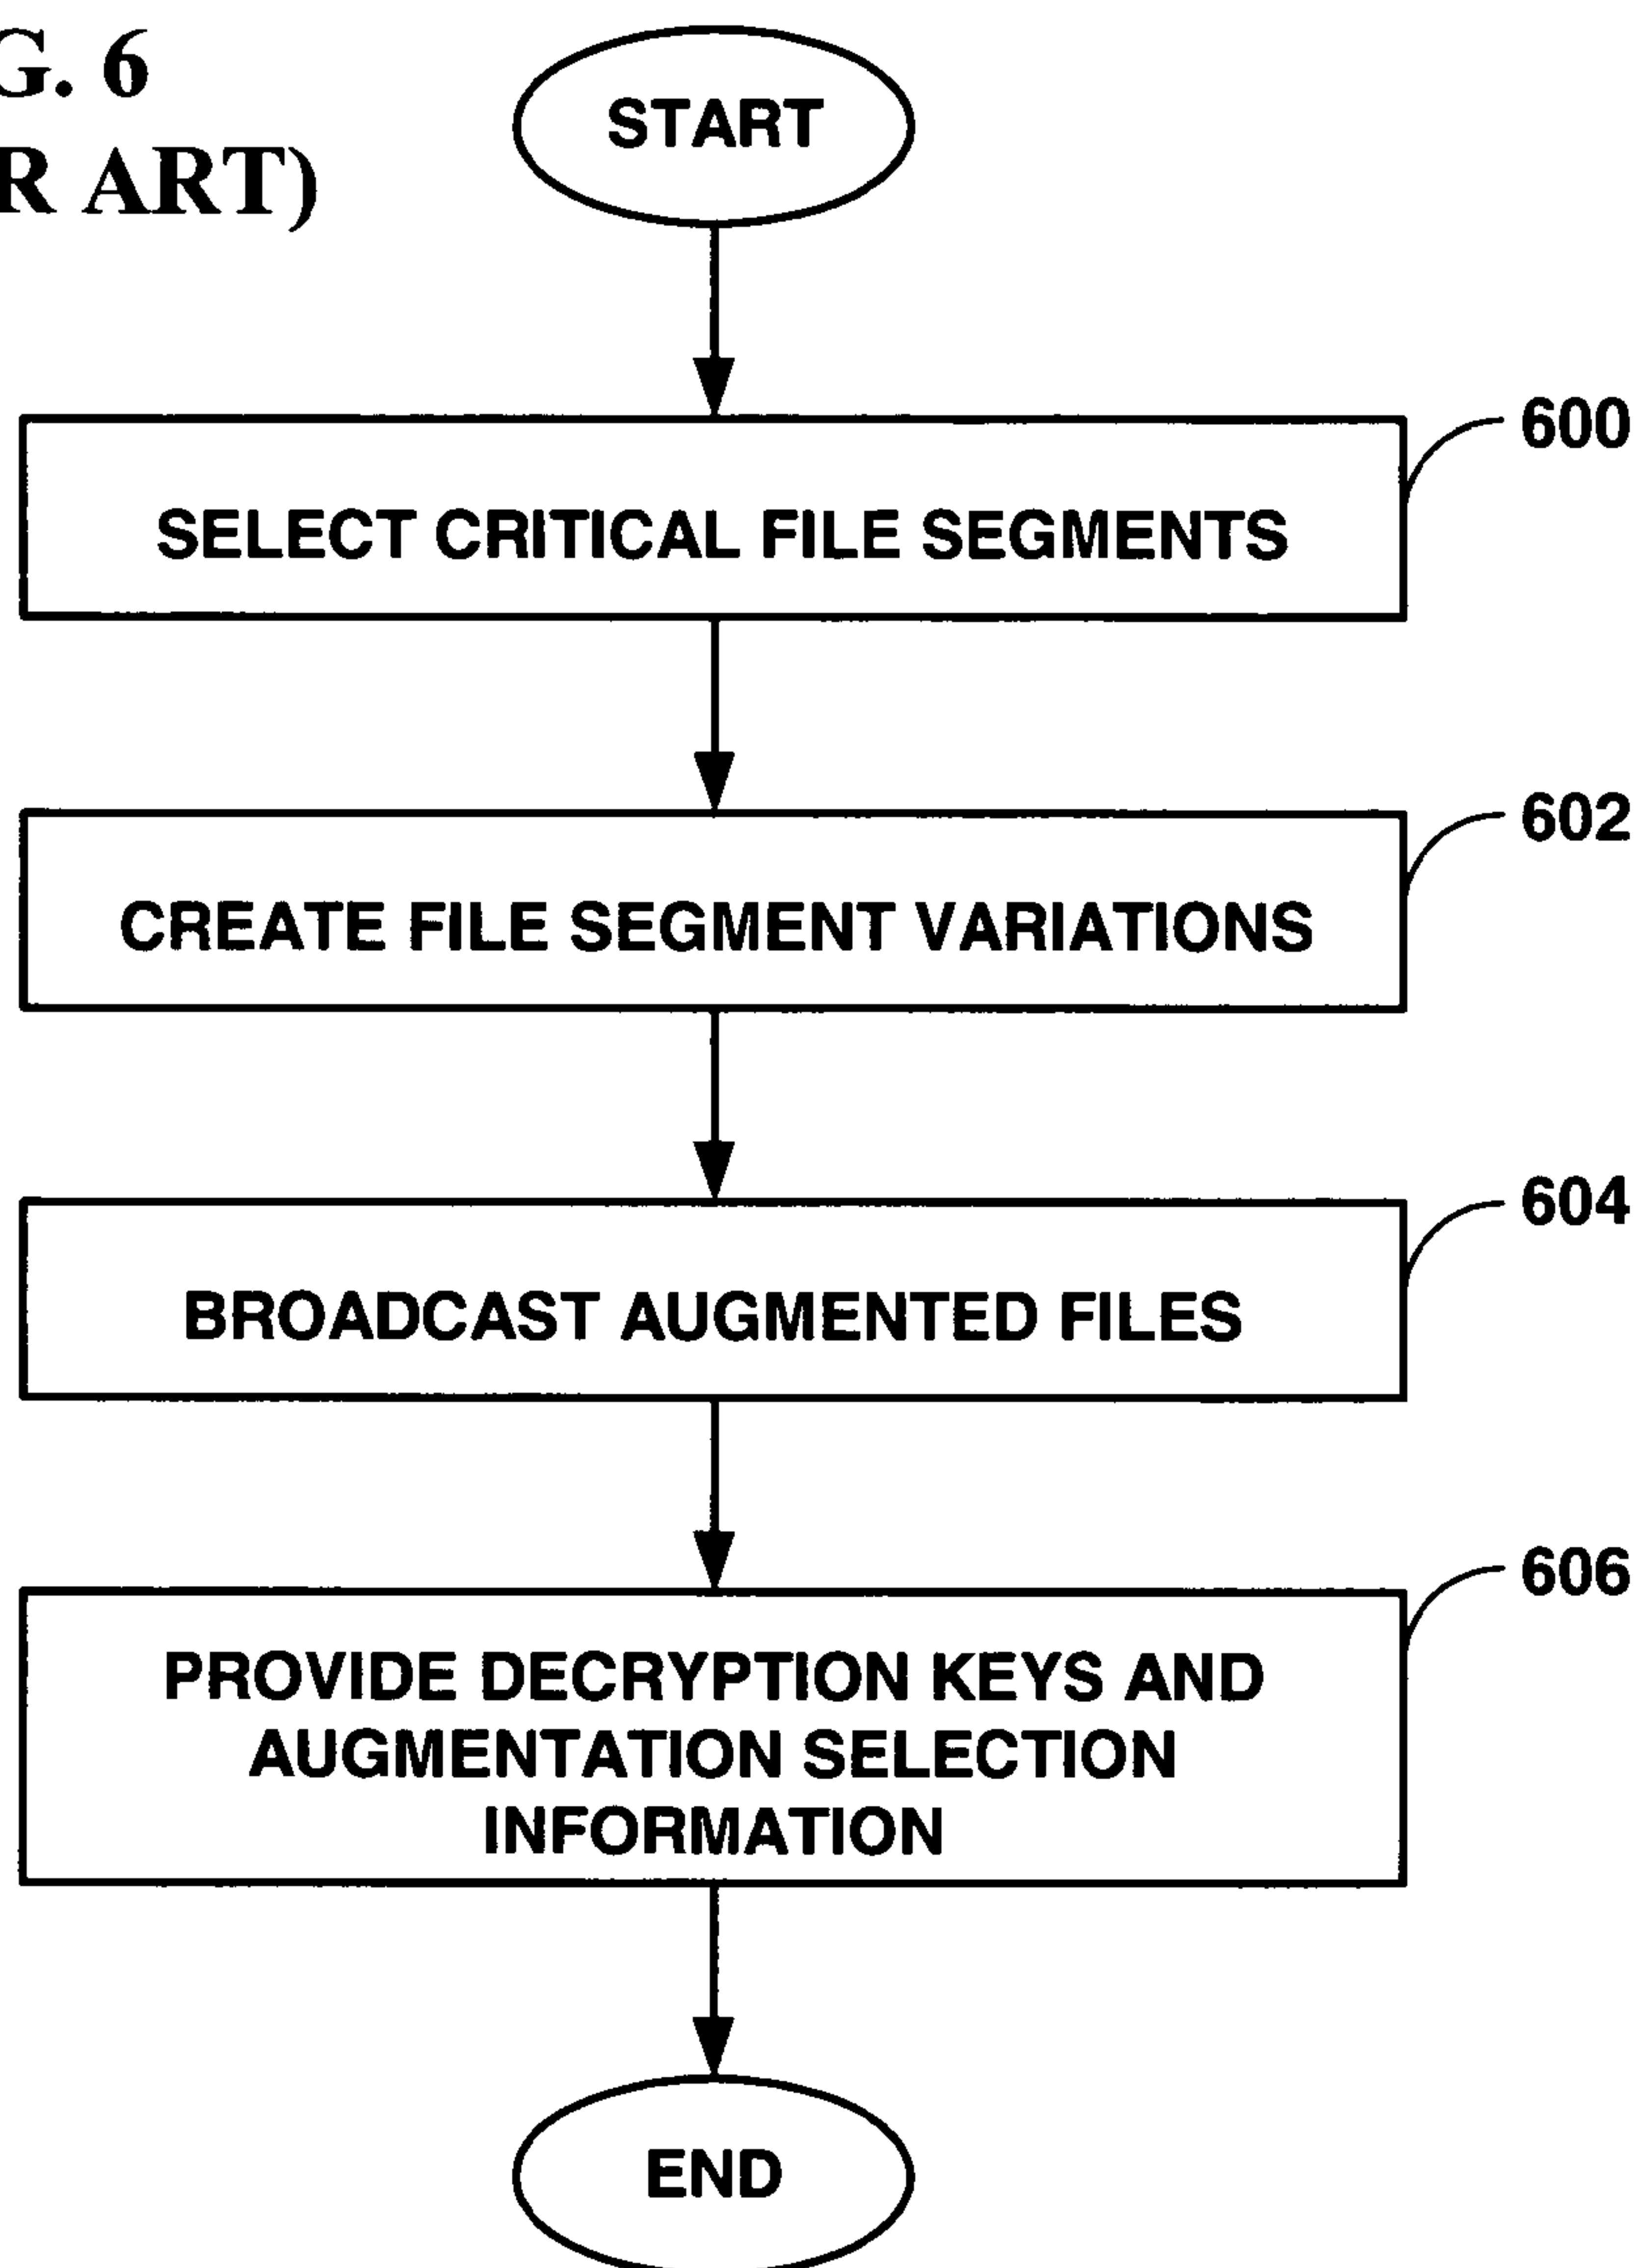 G. 6
R ART)
START
600
SELECT CRITICAL FILE SEGMENTS
602
CREATE FILE SEGMENT VARIATIONS
604
BROADCAST AUGMENTED FILES
606
PROVIDE DECRYPTION KEYS AND
AUGMENTATION SELECTION
INFORMATION
END